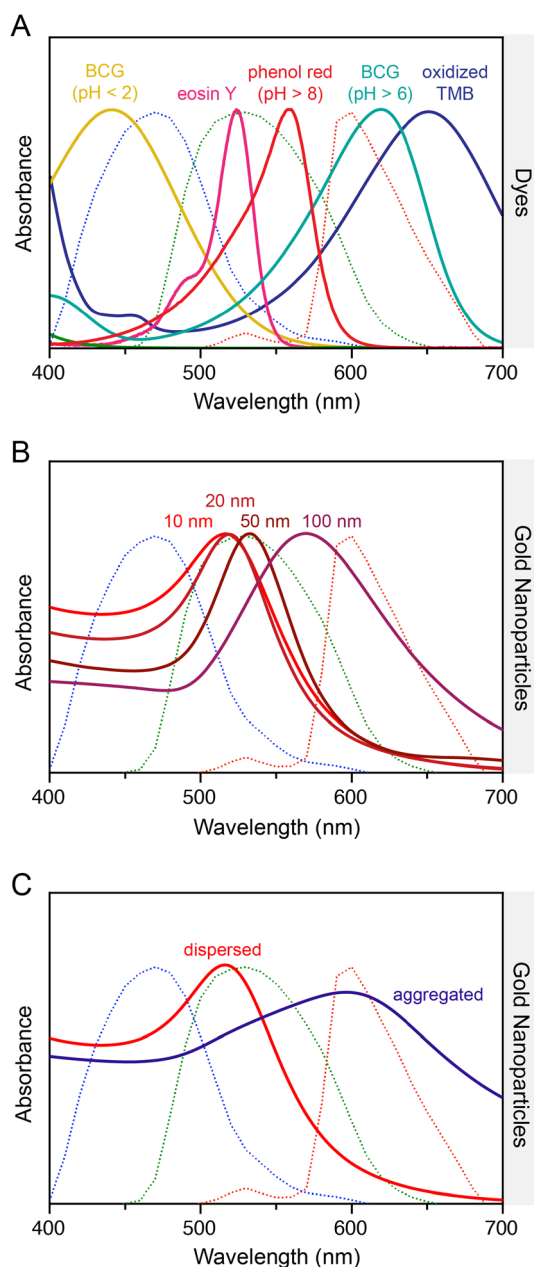 A
BCG
(pH < 2)
eosin Y
phenol red
(pH > 8)
BCG
(pH > 6)
oxidized
TMB
Absorbance
Dyes
400 500 600 700
Wavelength (nm)
B
10 nm
20 nm
50 nm
100 nm
Absorbance
Gold Nanoparticles
400 500 600 700
Wavelength (nm)
C
dispersed
aggregated
Absorbance
Gold Nanoparticles
400 500 600 700
Wavelength (nm)